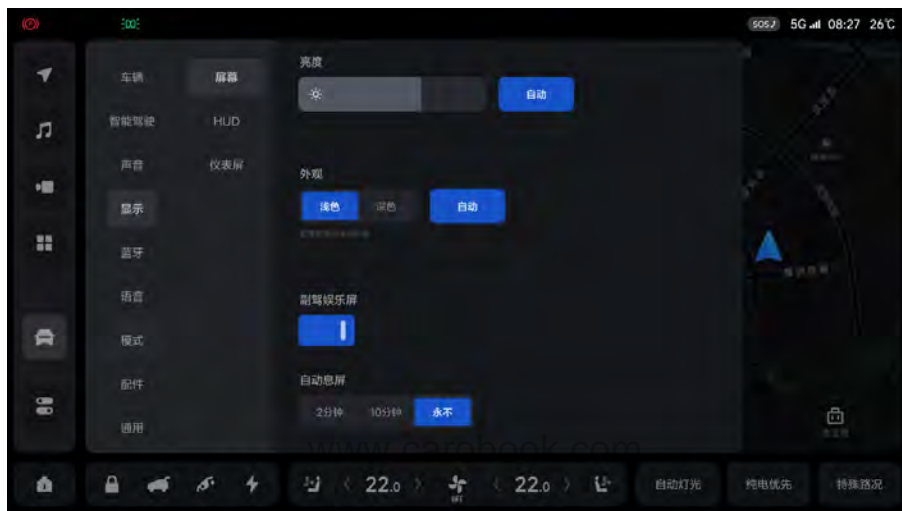 SOS
5G 08:27 26℃
车辆
智能驾驶
声音
显示
蓝牙
语音
模式
配件
通用
屏幕
HUD
仪表屏
亮度
自动
外观
浅色
深色
自动
副驾娱乐屏
自动息屏
2分钟
10分钟
永不
www.carobook.com
22.0
OFF
22.0
自动灯光
纯电优先
特殊路况